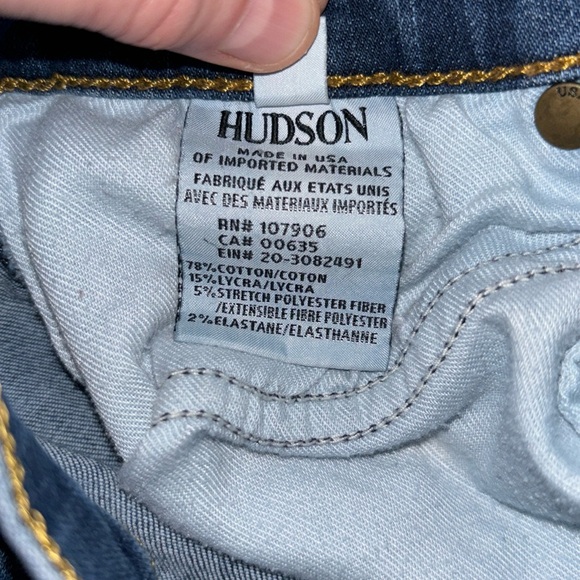 HUDSON
MADE IN USA
OF IMPORTED MATERIALS
FABRIQUÉ AUX ETATS UNIS
AVEC DES MATERIAUX IMPORTÉS
RN# 107906
CA# 00635
EIN# 20-3082491
78%COTTON/COTON
15%LYCRA/LYCRA
5%STRETCH POLYESTER FIBER
/EXTENSIBLE FIBRE POLYESTER
2%ELASTANE/ELASTHANNE